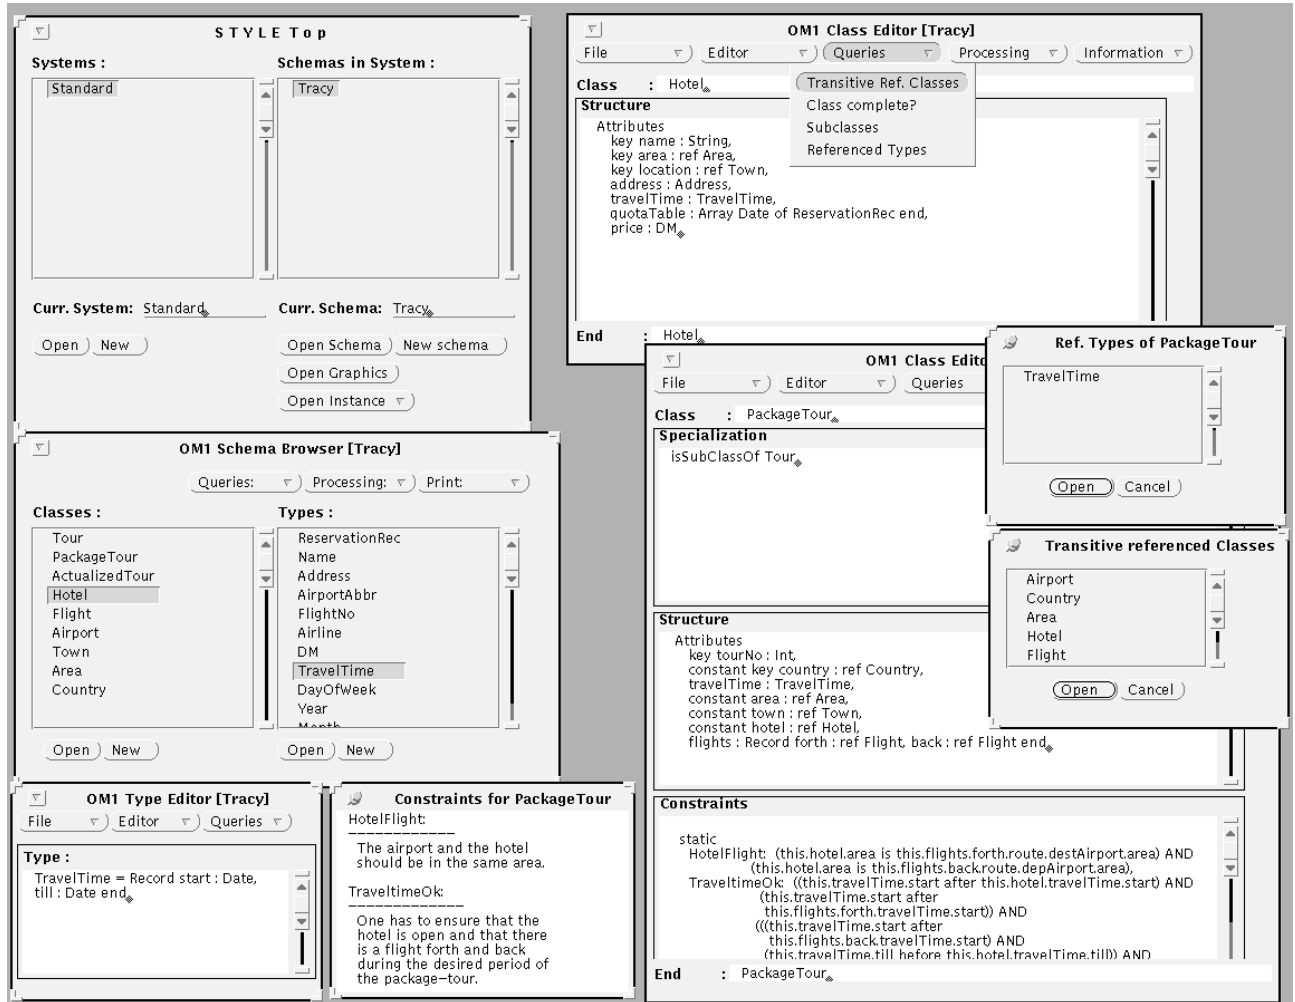 STYLE Top
Systems :
Schemas in System :
Standard
Tracy
Curr. System: Standard
Curr. Schema: Tracy
Open New
Open Schema New schema
Open Graphics
Open Instance
OM1 Class Editor [Tracy]
File Editor Queries Processing Information
Class : Hotel
Transitive Ref. Classes
Class complete?
Subclasses
Referenced Types
Structure
Attributes
key name : String,
key area : ref Area,
key location : ref Town,
address : Address,
travelTime : TravelTime,
quotaTable : Array Date of ReservationRec end,
price : DM
End : Hotel
OM1 Schema Browser [Tracy]
Queries: Processing: Print:
Classes :
Tour
PackageTour
ActualizedTour
Hotel
Flight
Airport
Town
Area
Country
Open New
Types :
ReservationRec
Name
Address
AirportAbbr
FlightNo
Airline
DM
TravelTime
DayOfWeek
Year
Month
Open New
OM1 Class Edito
File Editor Queries
Class : PackageTour
Specialization
isSubClassOf Tour
Structure
Attributes
key tourNo : Int,
constant key country : ref Country,
travelTime : TravelTime,
constant area : ref Area,
constant town : ref Town,
constant hotel : ref Hotel,
flights : Record forth : ref Flight, back : ref Flight end
Constraints
static
HotelFlight: (this.hotel.area is this.flights.forth.route.destAirport.area) AND
(this.hotel.area is this.flights.back.route.depAirport.area),
TraveltimeOk: ((this.travelTime.start after this.hotel.travelTime.start) AND
(this.travelTime.start after
this.flights.forth.travelTime.start)) AND
(((this.travelTime.start after
this.flights.back.travelTime.start) AND
(this.travelTime.till before this.hotel.travelTime.till)) AND
End : PackageTour
Ref. Types of PackageTour
TravelTime
Open Cancel
Transitive referenced Classes
Airport
Country
Area
Hotel
Flight
Open Cancel
OM1 Type Editor [Tracy]
File Editor Queries
Type :
TravelTime = Record start : Date,
till : Date end
Constraints for PackageTour
HotelFlight:
------------
The airport and the hotel
should be in the same area.
TraveltimeOk:
-------------
One has to ensure that the
hotel is open and that there
is a flight forth and back
during the desired period of
the package-tour.